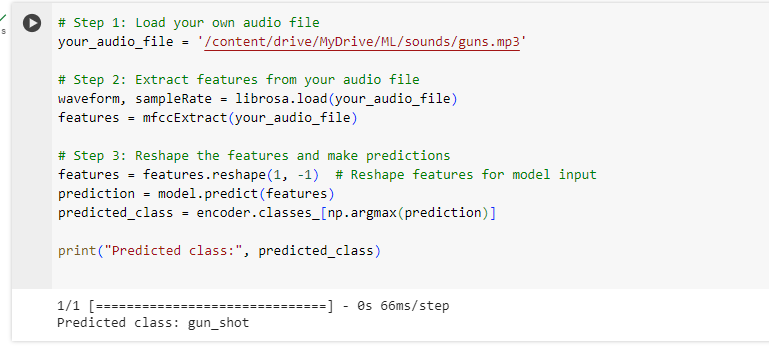 # Step 1: Load your own audio file
your_audio_file = '/content/drive/MyDrive/ML/sounds/guns.mp3'
# Step 2: Extract features from your audio file
waveform, sampleRate = librosa.load(your_audio_file)
features = mfccExtract(your_audio_file)
# Step 3: Reshape the features and make predictions
features = features.reshape(1, -1)  # Reshape features for model input
prediction = model.predict(features)
predicted_class = encoder.classes_[np.argmax(prediction)]
print("Predicted class:", predicted_class)
1/1 [==============================] - 0s 66ms/step
Predicted class: gun_shot